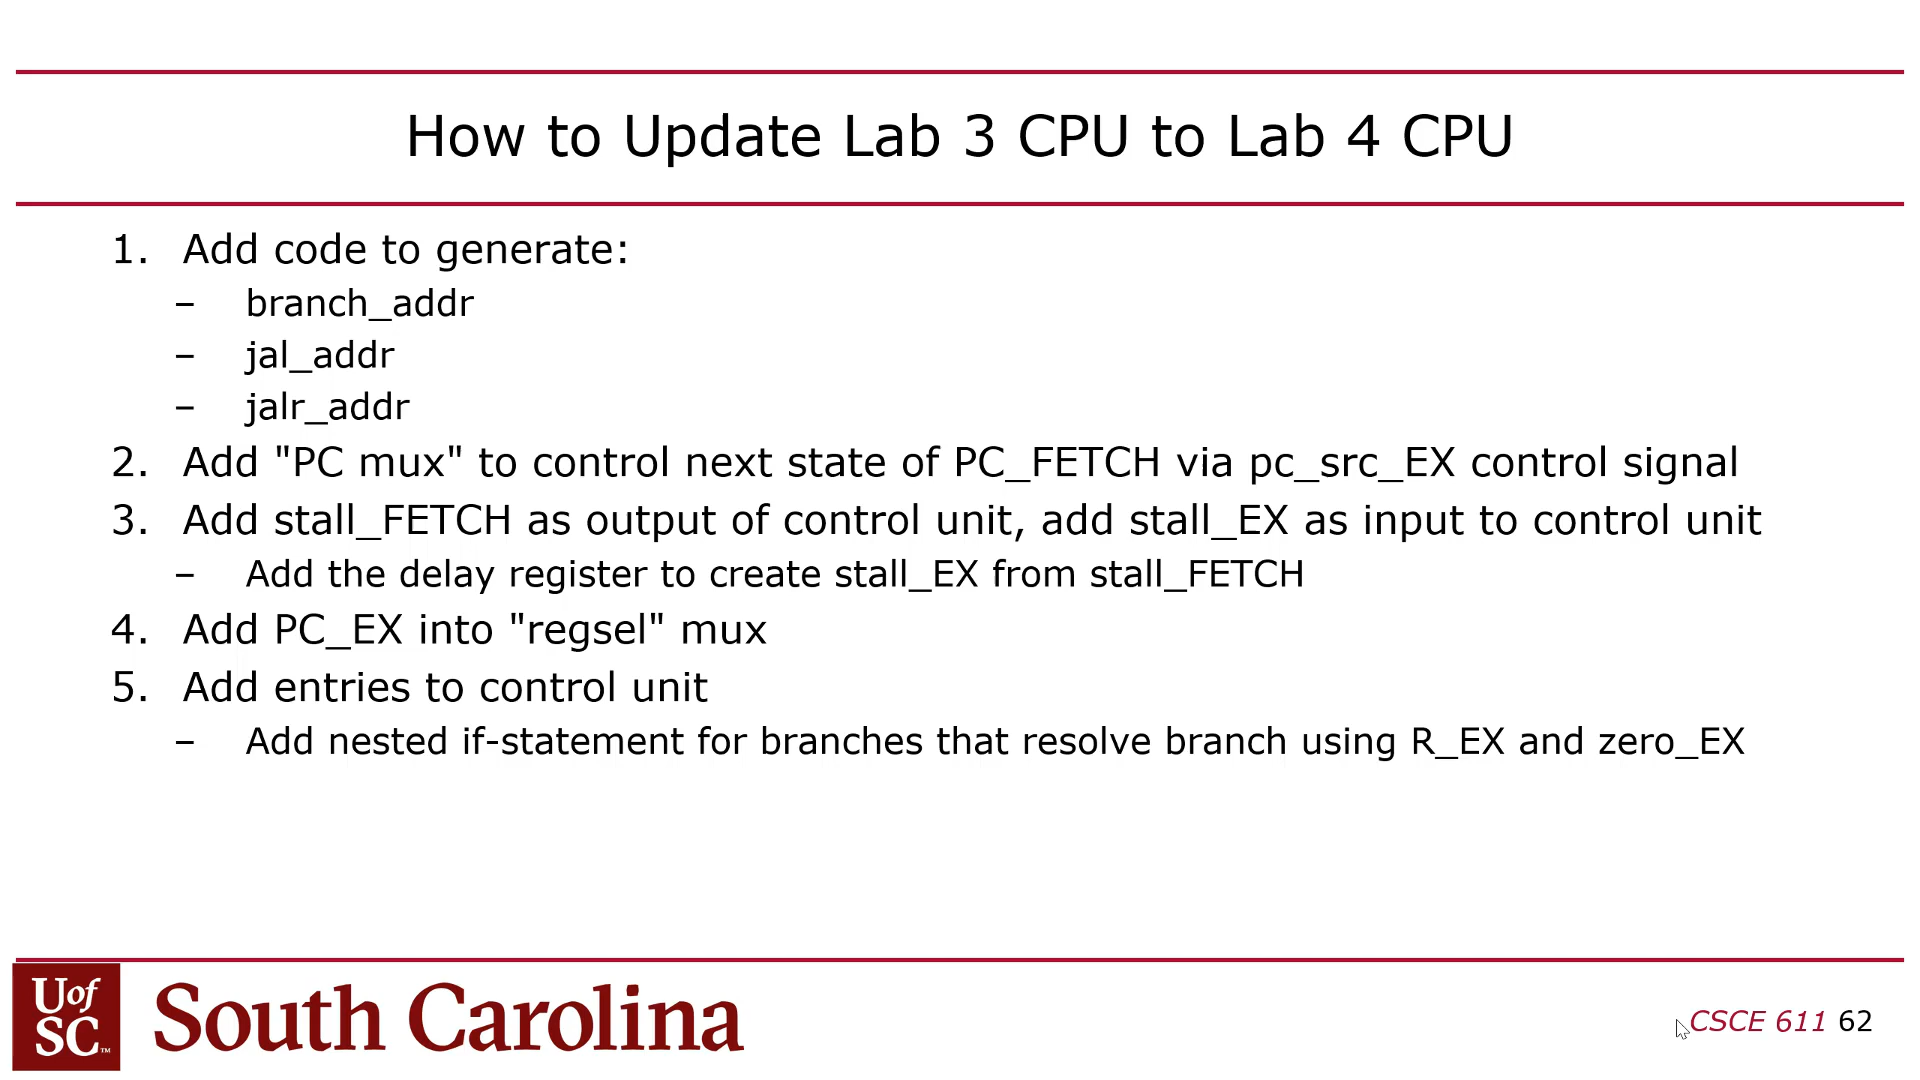 How to Update Lab 3 CPU to Lab 4 CPU
1. Add code to generate:
– branch_addr
– jal_addr
– jalr_addr
2. Add "PC mux" to control next state of PC_FETCH via pc_src_EX control signal
3. Add stall_FETCH as output of control unit, add stall_EX as input to control unit
– Add the delay register to create stall_EX from stall_FETCH
4. Add PC_EX into "regsel" mux
5. Add entries to control unit
– Add nested if-statement for branches that resolve branch using R_EX and zero_EX
UofSC™
South Carolina
CSCE 611 62